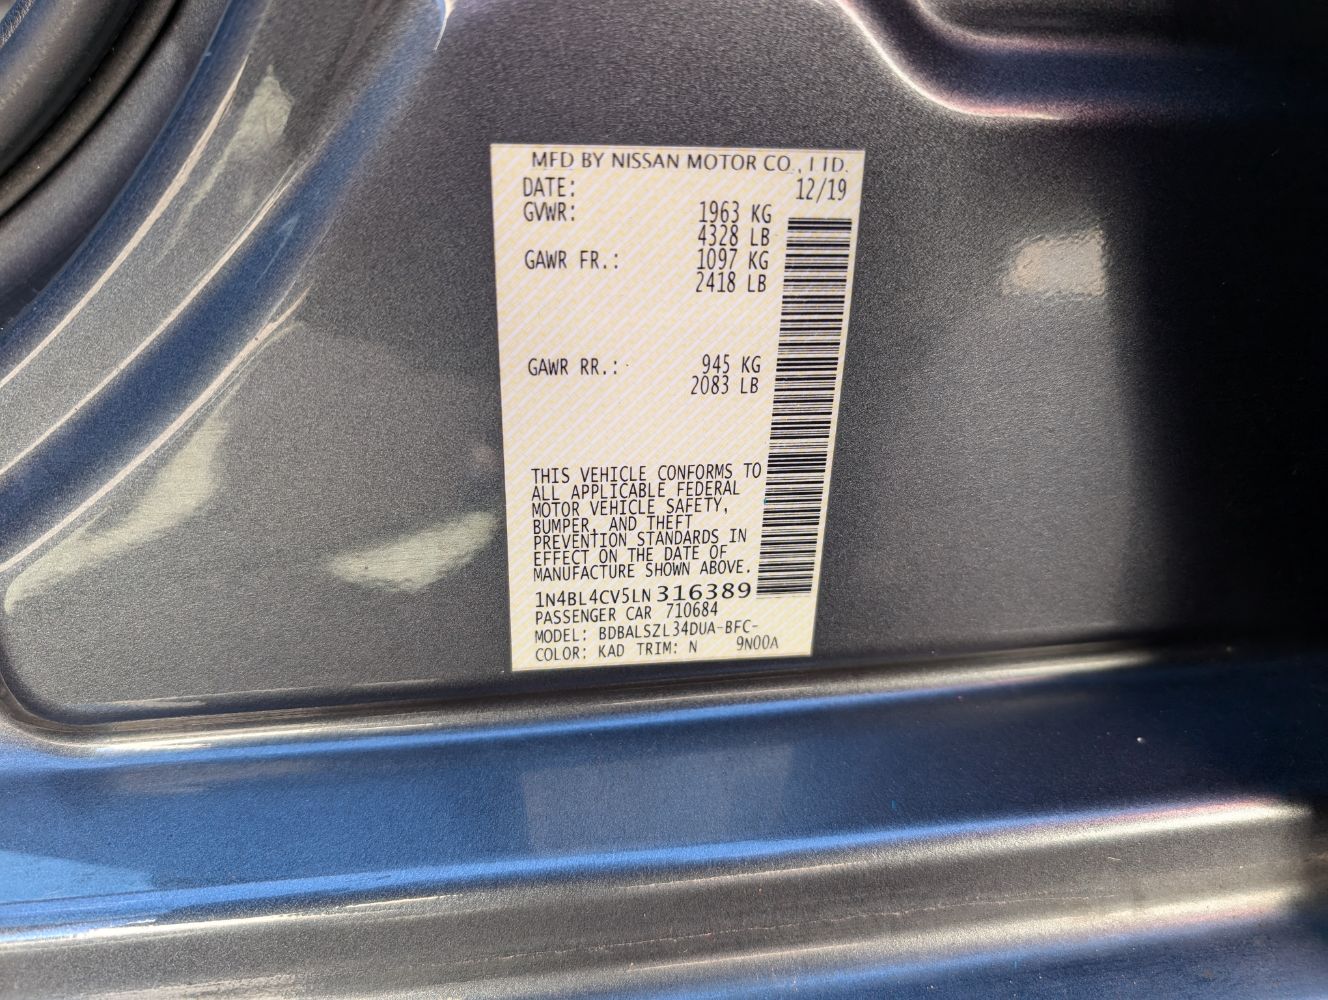 MFD BY NISSAN MOTOR CO., LTD.
DATE: 12/19
GVWR: 1963 KG
4328 LB
GAWR FR.: 1097 KG
2418 LB
GAWR RR.: 945 KG
2083 LB
THIS VEHICLE CONFORMS TO
ALL APPLICABLE FEDERAL
MOTOR VEHICLE SAFETY,
BUMPER, AND THEFT
PREVENTION STANDARDS IN
EFFECT ON THE DATE OF
MANUFACTURE SHOWN ABOVE.
1N4BL4CV5LN316389
PASSENGER CAR 710684
MODEL: BDBALSZL34DUA-BFC-
COLOR: KAD TRIM: N 9N00A